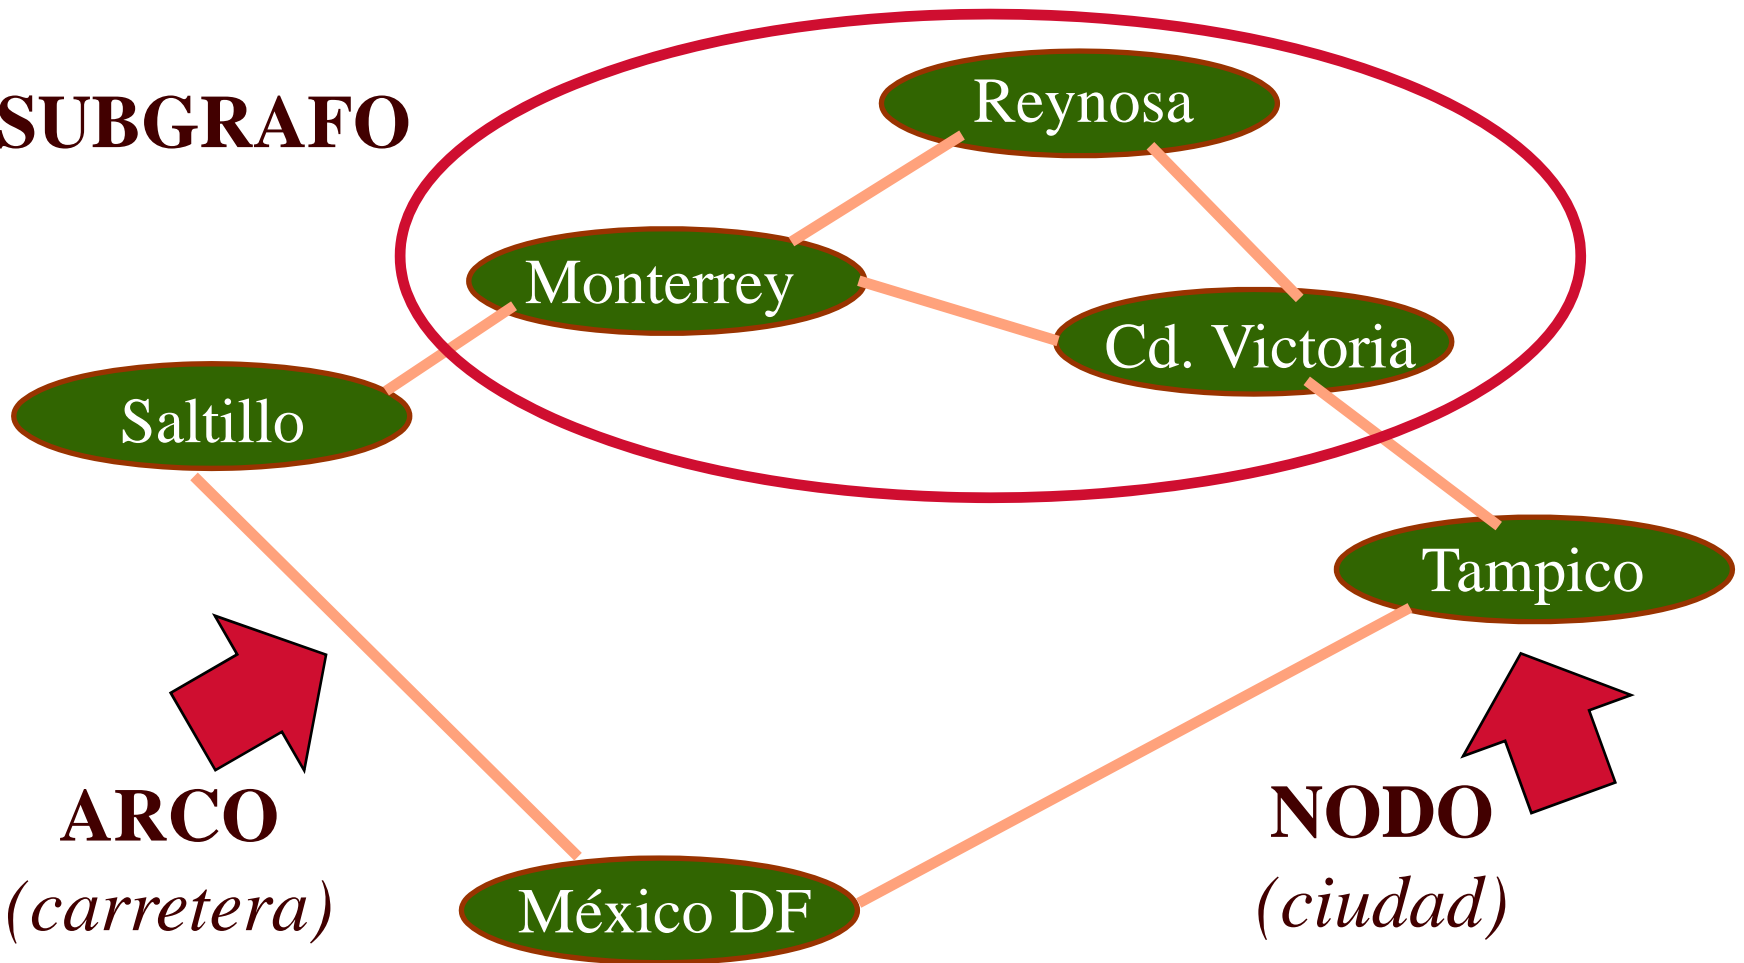 Reynosa
SUBGRAFO
Monterrey
Cd. Victoria
Saltillo
Tampico
ARCO
(carretera)
NODO
(ciudad)
México DF